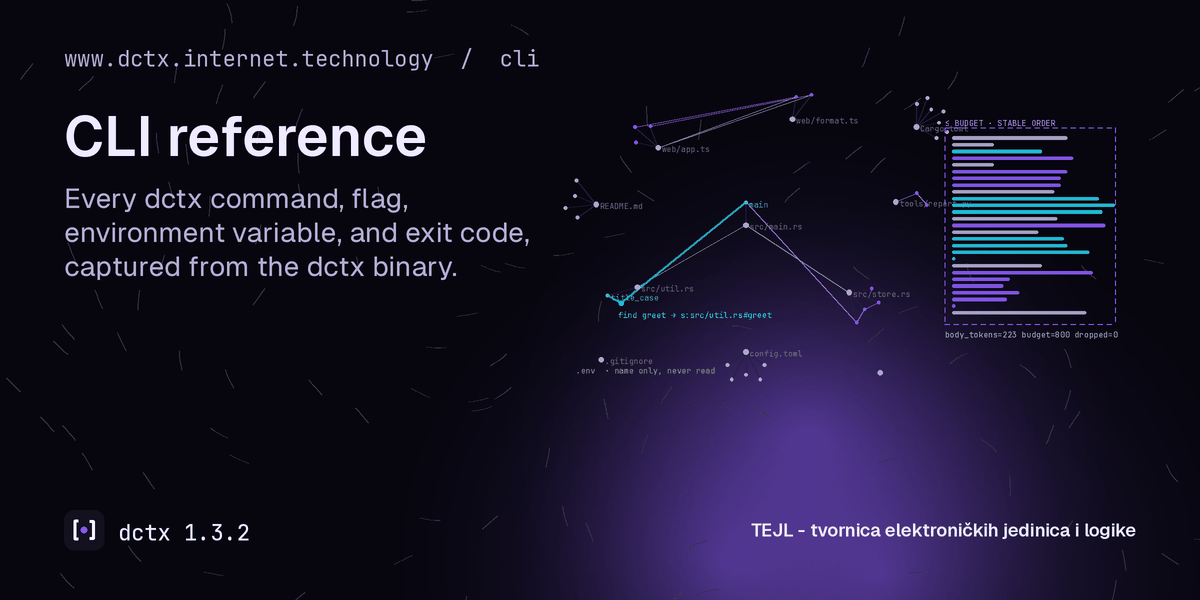 www.dctx.internet.technology / cli
CLI reference
Every dctx command, flag,
environment variable, and exit code,
captured from the dctx binary.
web/format.ts
web/app.ts
≤ BUDGET · STABLE ORDER
README.md
main
src/main.rs
src/util.rs
title_case
src/store.rs
find greet → s:src/util.rs#greet
body_tokens=223 budget=800 dropped=0
.gitignore
config.toml
.env · name only, never read
dctx 1.3.2
TEJL - tvornica elektroničkih jedinica i logike